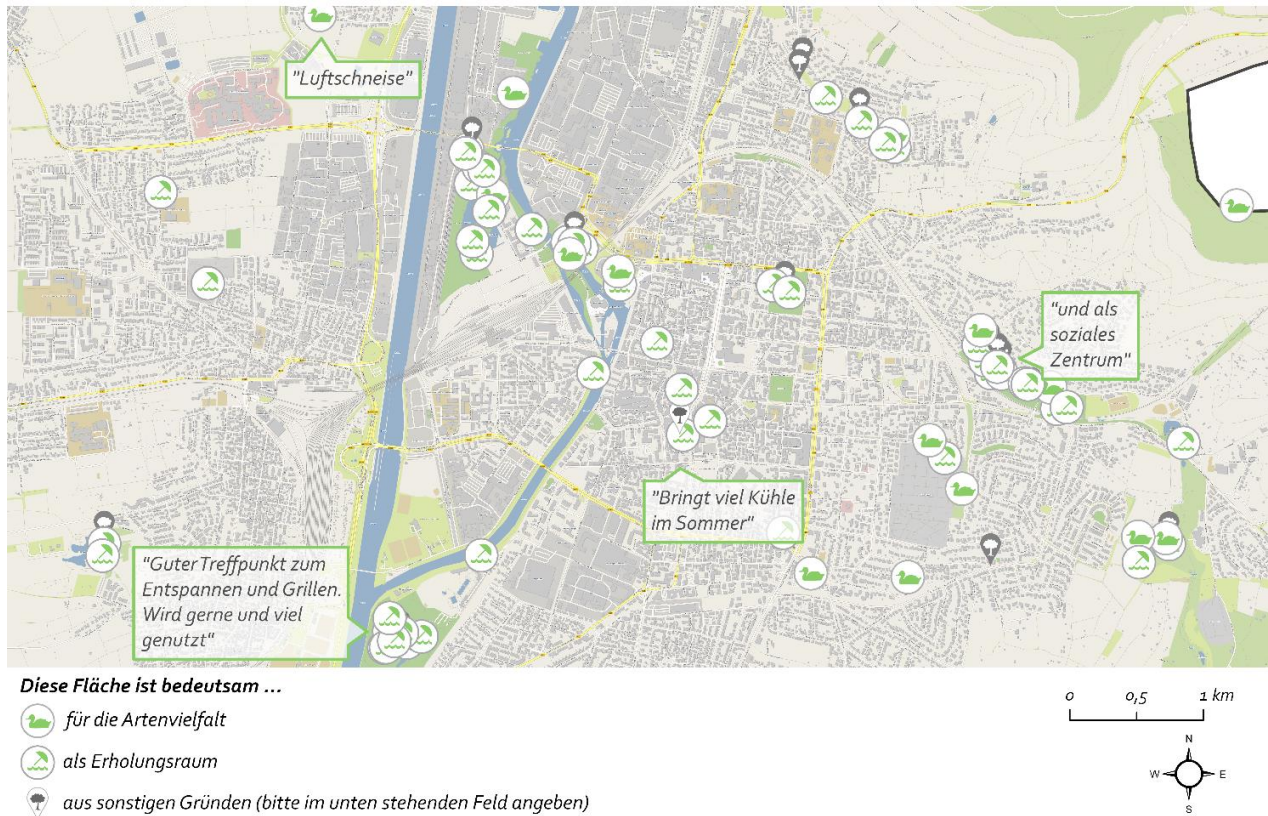 "Luftschneise"
"und als
soziales
Zentrum"
"Bringt viel Kühle
im Sommer"
"Guter Treffpunkt zum
Entspannen und Grillen.
Wird gerne und viel
genutzt“
Diese Fläche ist bedeutsam ...
für die Artenvielfalt
als Erholungsraum
aus sonstigen Gründen (bitte im unten stehenden Feld angeben)
0 0,5 1 km
N
W E
S